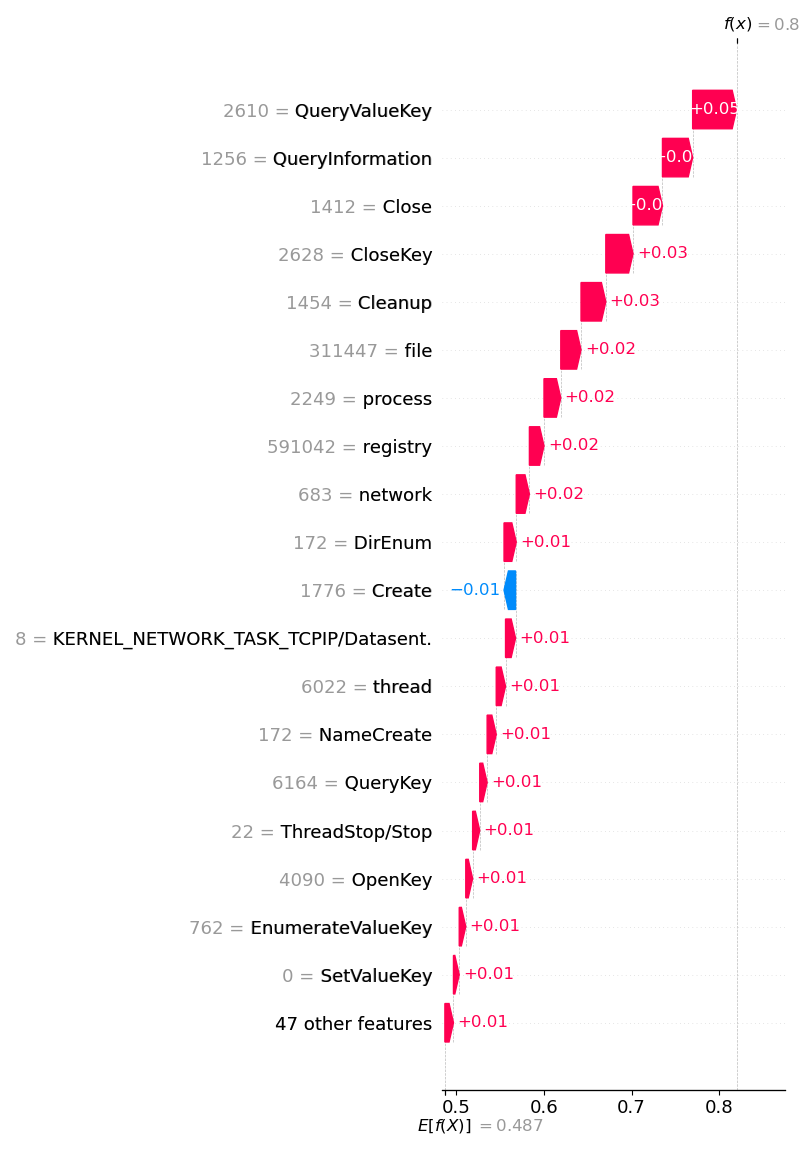 f(x) = 0.8
2610 = QueryValueKey +0.05
1256 = QueryInformation
1412 = Close
2628 = CloseKey +0.03
1454 = Cleanup +0.03
311447 = file +0.02
2249 = process +0.02
591042 = registry +0.02
683 = network +0.02
172 = DirEnum +0.01
1776 = Create −0.01
8 = KERNEL_NETWORK_TASK_TCPIP/Datasent. +0.01
6022 = thread +0.01
172 = NameCreate +0.01
6164 = QueryKey +0.01
22 = ThreadStop/Stop +0.01
4090 = OpenKey +0.01
762 = EnumerateValueKey +0.01
0 = SetValueKey +0.01
47 other features +0.01
0.5 0.6 0.7 0.8
E[f(X)] = 0.487